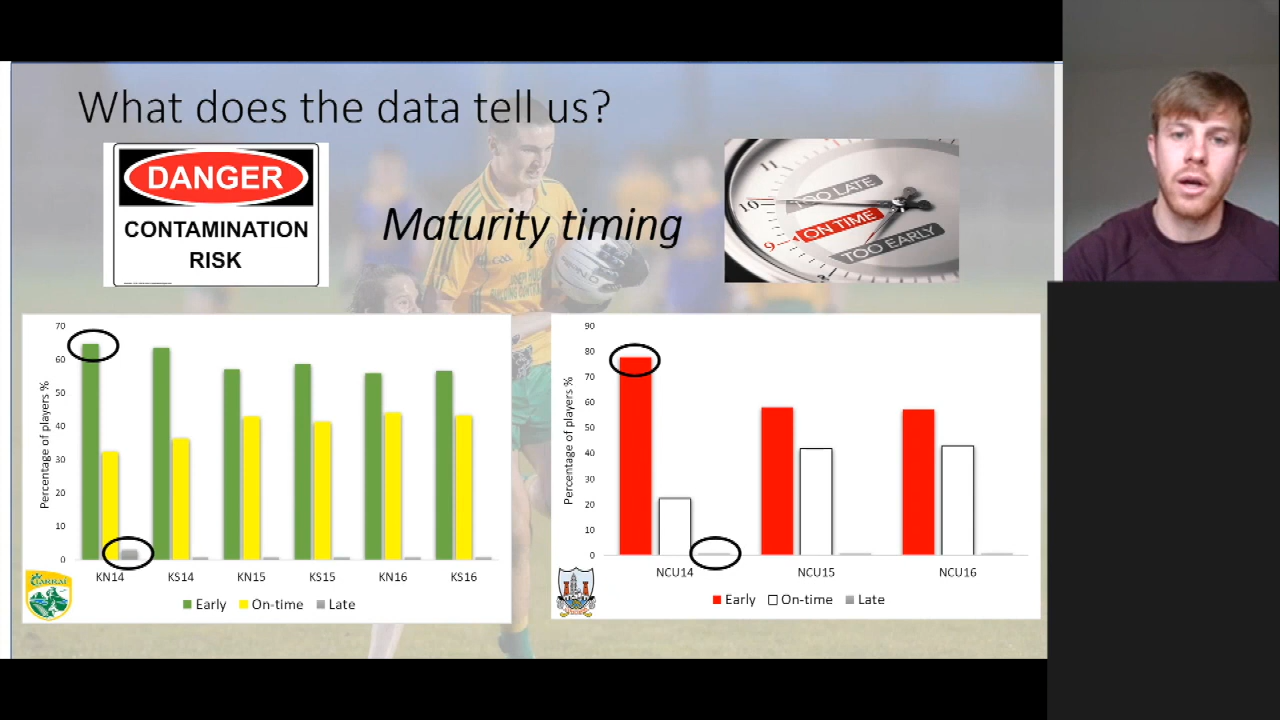 What does the data tell us?
DANGER
CONTAMINATION
RISK
Maturity timing
11
10
9
TOO LATE
ON TIME
TOO EARLY
Percentage of players %
70
60
50
40
30
20
10
0
KN14
KS14
KN15
KS15
KN16
KS16
Early
On-time
Late
Percentage of players %
90
80
70
60
50
40
30
20
10
0
NCU14
NCU15
NCU16
Early
On-time
Late